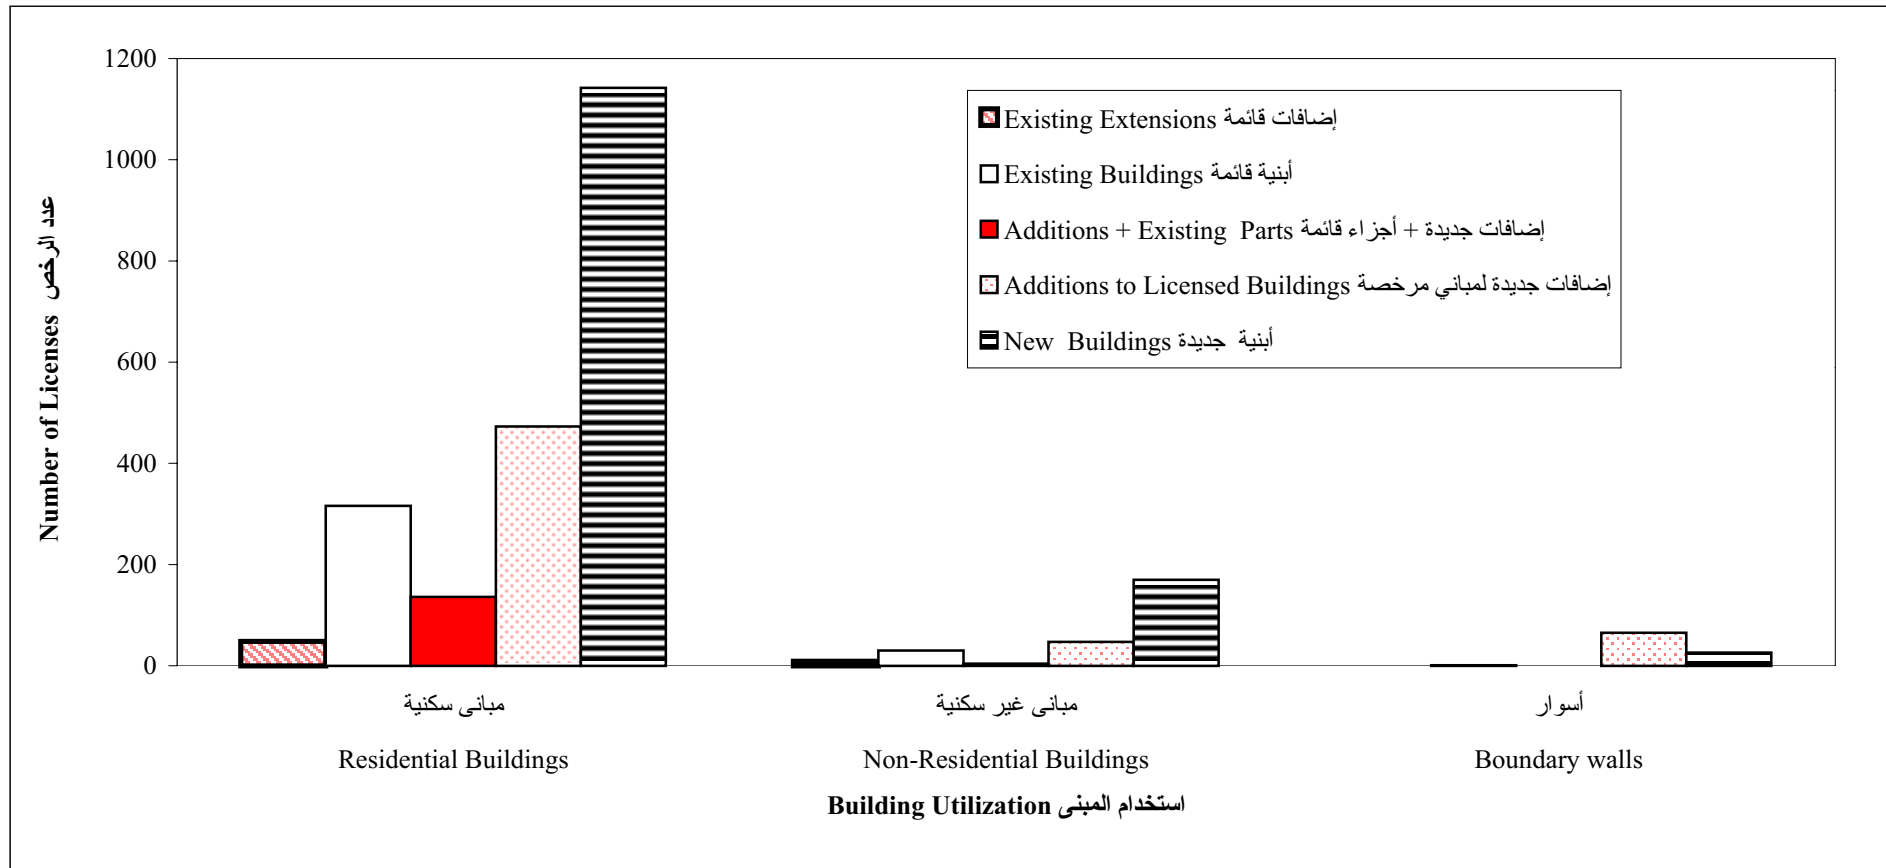 1200
1000
800
600
400
200
0
عدد الرخص Number of Licenses
Existing Extensions إضافات قائمة
Existing Buildings أبنية قائمة
Additions + Existing Parts إضافات جديدة + أجزاء قائمة
Additions to Licensed Buildings إضافات جديدة لمباني مرخصة
New Buildings أبنية جديدة
مبانى سكنية
مبانى غير سكنية
أسوار
Residential Buildings
Non-Residential Buildings
Boundary walls
Building Utilization استخدام المبنى